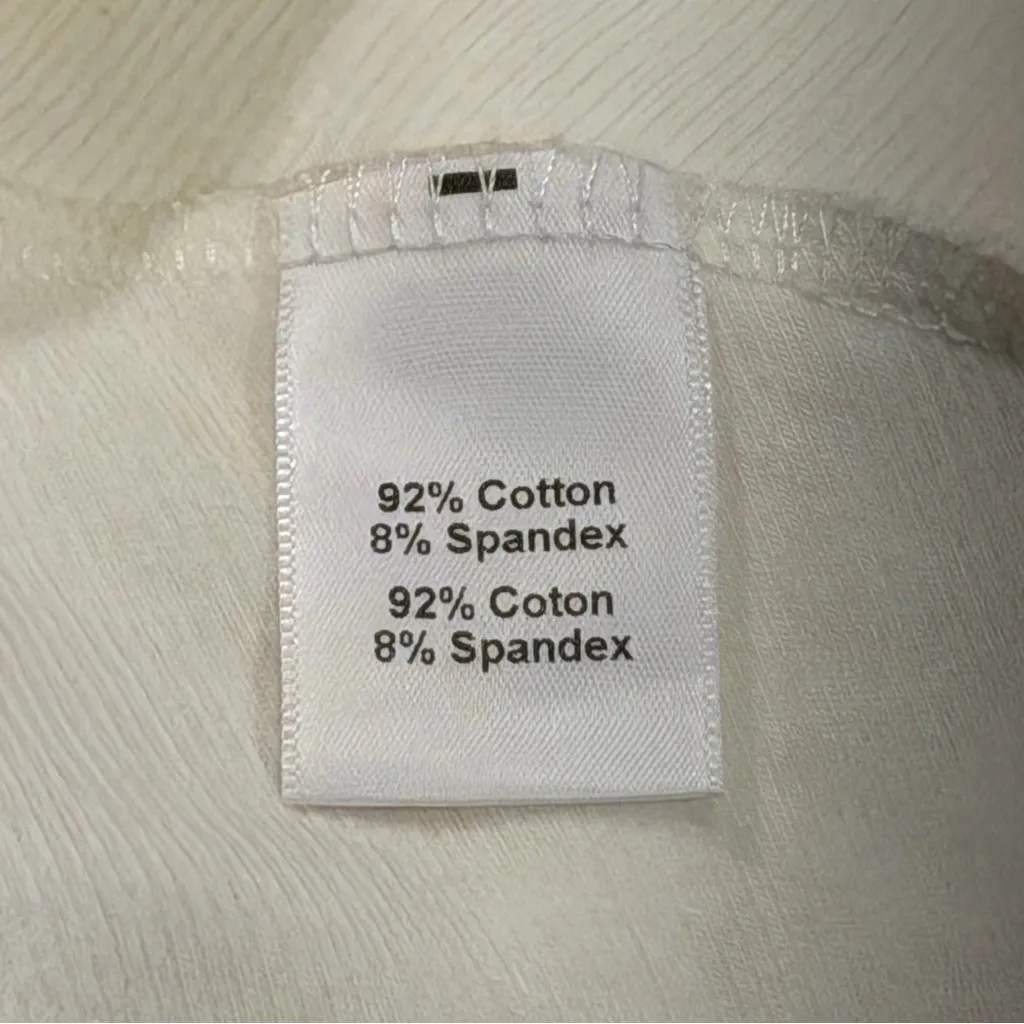 92% Cotton
8% Spandex
92% Coton
8% Spandex